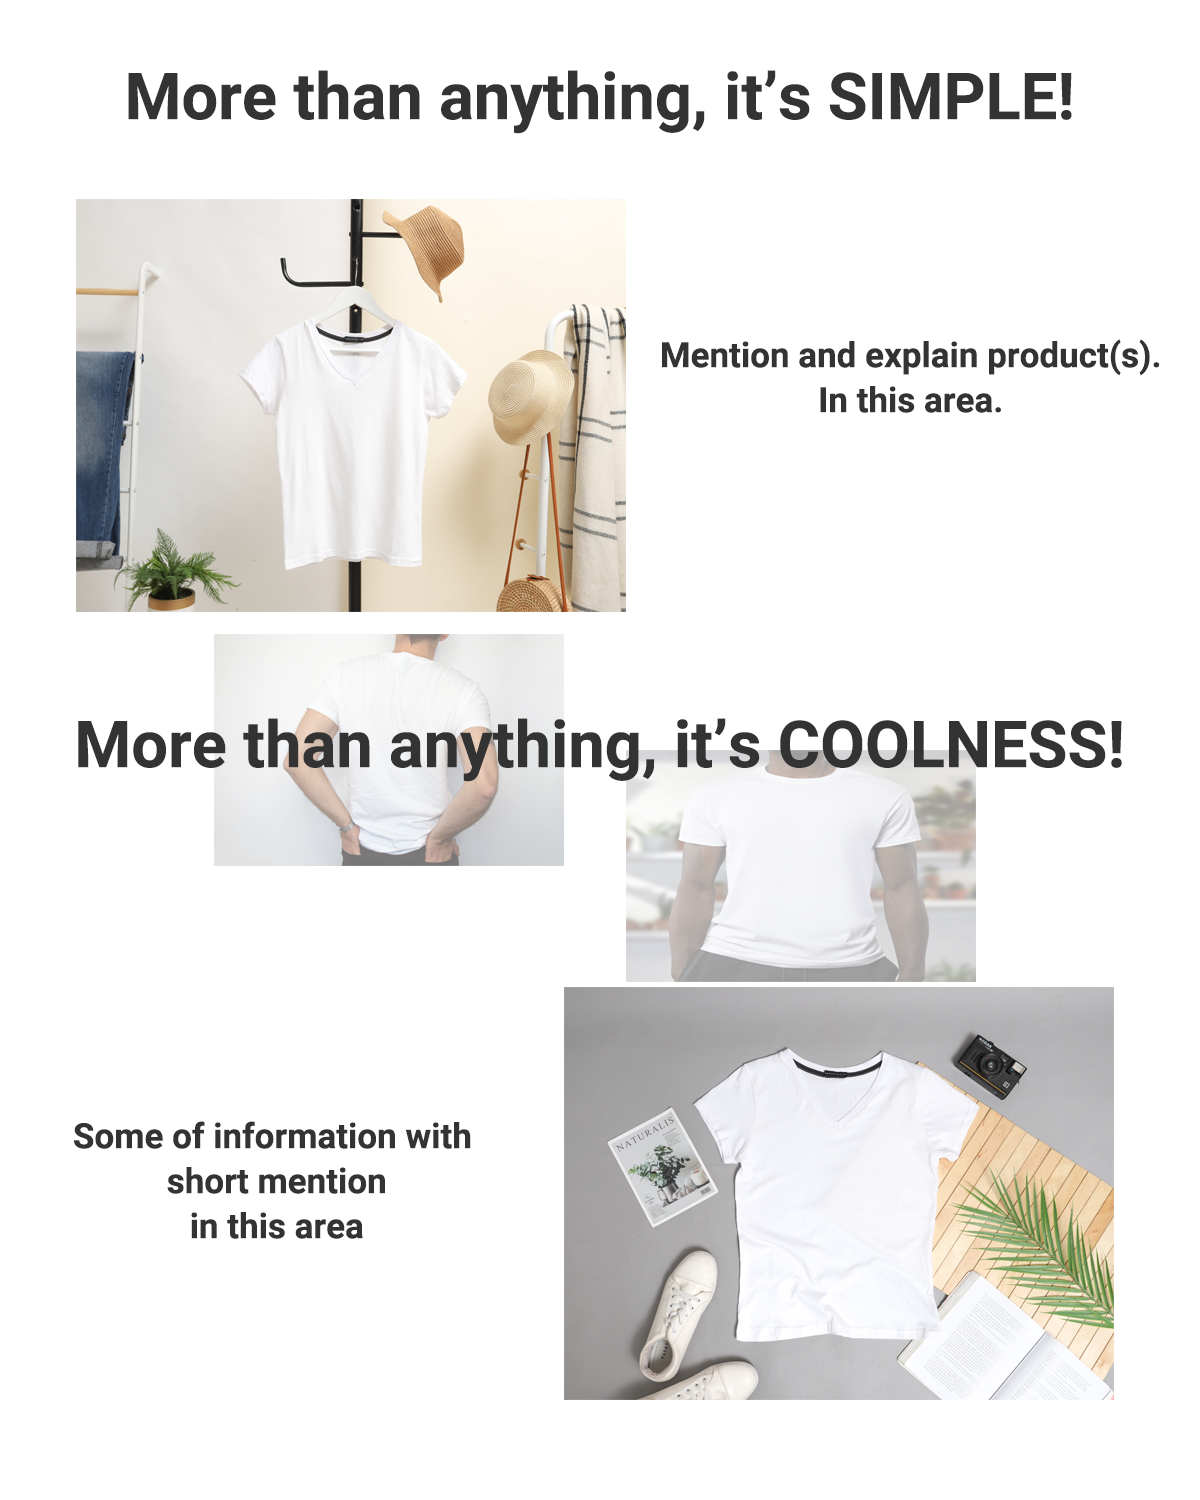 More than anything, it’s SIMPLE!
Mention and explain product(s).
In this area.
More than anything, it’s COOLNESS!
NATURALIS
Some of information with
short mention
in this area